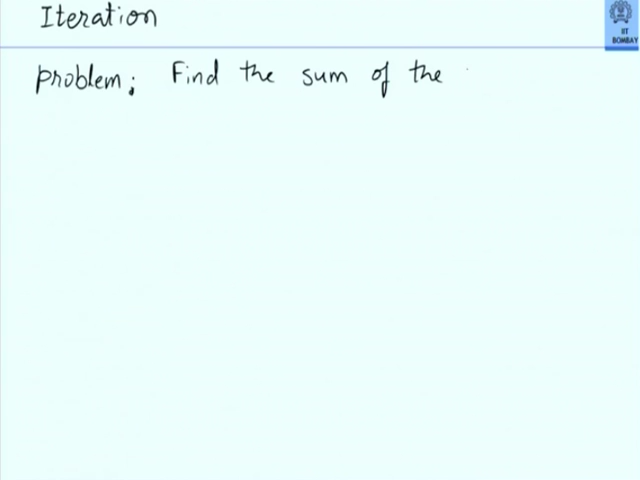 Iteration
IIT
BOMBAY
Problem; Find the sum of the